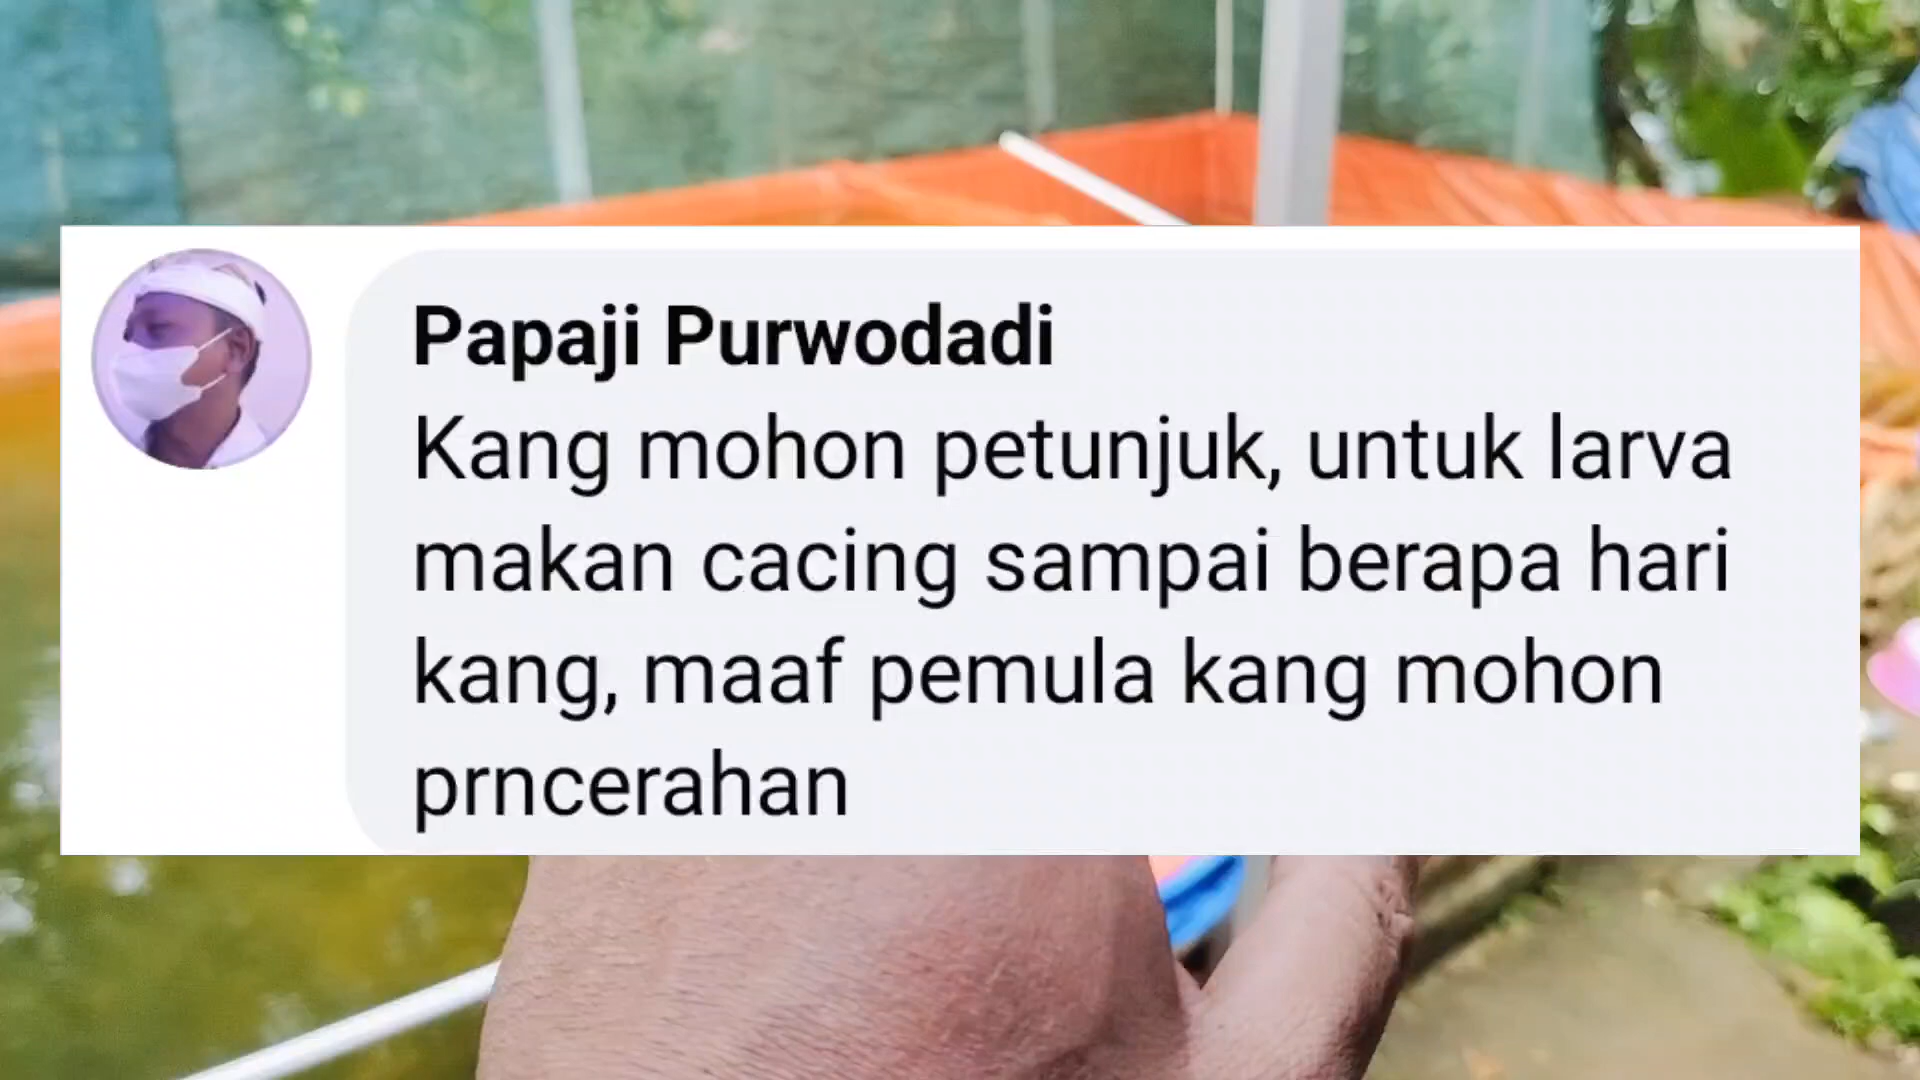 Papaji Purwodadi
Kang mohon petunjuk, untuk larva
makan cacing sampai berapa hari
kang, maaf pemula kang mohon
prncerahan